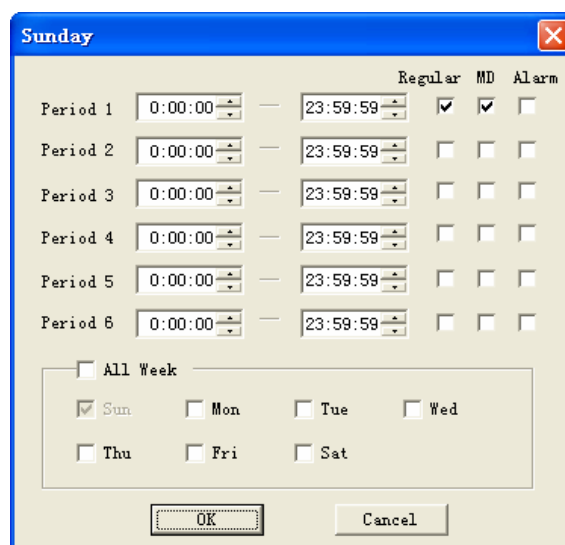 Sunday
Regular MD Alarm
Period 1 0:00:00 — 23:59:59
Period 2 0:00:00 — 23:59:59
Period 3 0:00:00 — 23:59:59
Period 4 0:00:00 — 23:59:59
Period 5 0:00:00 — 23:59:59
Period 6 0:00:00 — 23:59:59
All Week
Sun Mon Tue Wed
Thu Fri Sat
OK Cancel